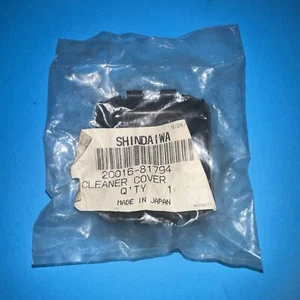 SHINDAIWA
20016-81794
CLEANER COVER
Q'TY 1
MADE IN JAPAN